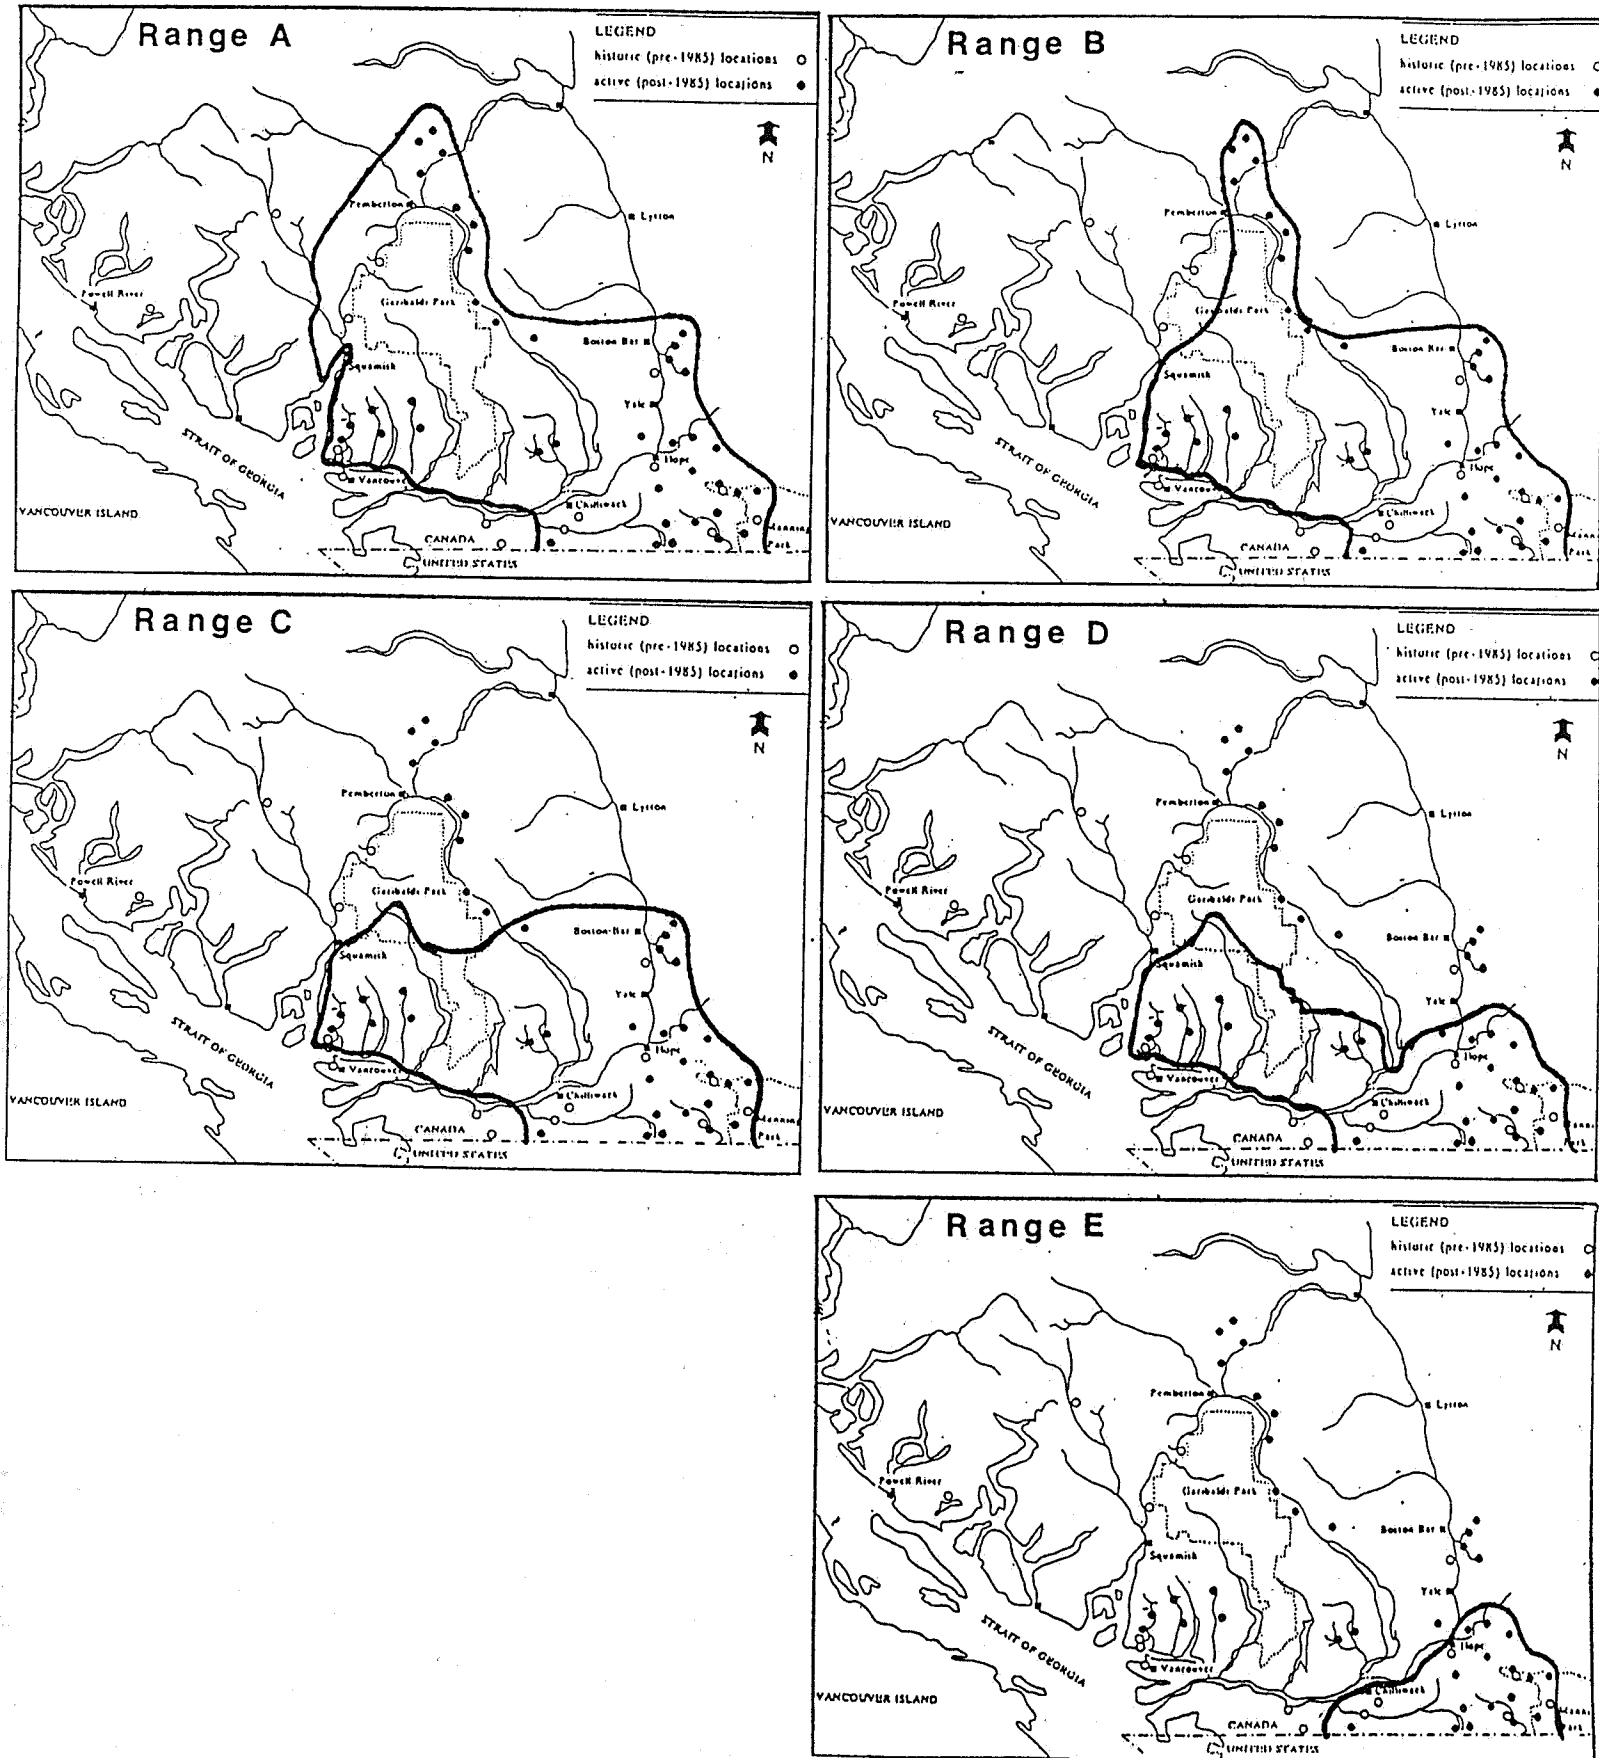 Range A
LEGEND
historic (pre-1985) locations
active (post-1985) locations
N
Pemberton
Lytton
Powell River
Garibaldi Park
Boston Bar
Squamish
Yale
STRAIT OF GEORGIA
Hope
Vancouver
Chilliwack
VANCOUVER ISLAND
Manning
Park
CANADA
UNITED STATES
Range B
LEGEND
historic (pre-1985) locations
active (post-1985) locations
N
Pemberton
Lytton
Powell River
Garibaldi Park
Boston Bar
Squamish
Yale
STRAIT OF GEORGIA
Hope
Vancouver
Chilliwack
VANCOUVER ISLAND
CANADA
Park
UNITED STATES
Range C
LEGEND
historic (pre-1985) locations
active (post-1985) locations
N
Pemberton
Lytton
Powell River
Garibaldi Park
Boston Bar
Squamish
Yale
STRAIT OF GEORGIA
Hope
Vancouver
Chilliwack
VANCOUVER ISLAND
Park
CANADA
UNITED STATES
Range D
LEGEND
historic (pre-1985) locations
active (post-1985) locations
N
Pemberton
Lytton
Powell River
Garibaldi Park
Boston Bar
Squamish
Yale
STRAIT OF GEORGIA
Hope
Vancouver
Chilliwack
VANCOUVER ISLAND
CANADA
Park
UNITED STATES
Range E
LEGEND
historic (pre-1985) locations
active (post-1985) locations
N
Pemberton
Lytton
Powell River
Garibaldi Park
Boston Bar
Squamish
Yale
STRAIT OF GEORGIA
Hope
Vancouver
Chilliwack
VANCOUVER ISLAND
CANADA
Park
UNITED STATES